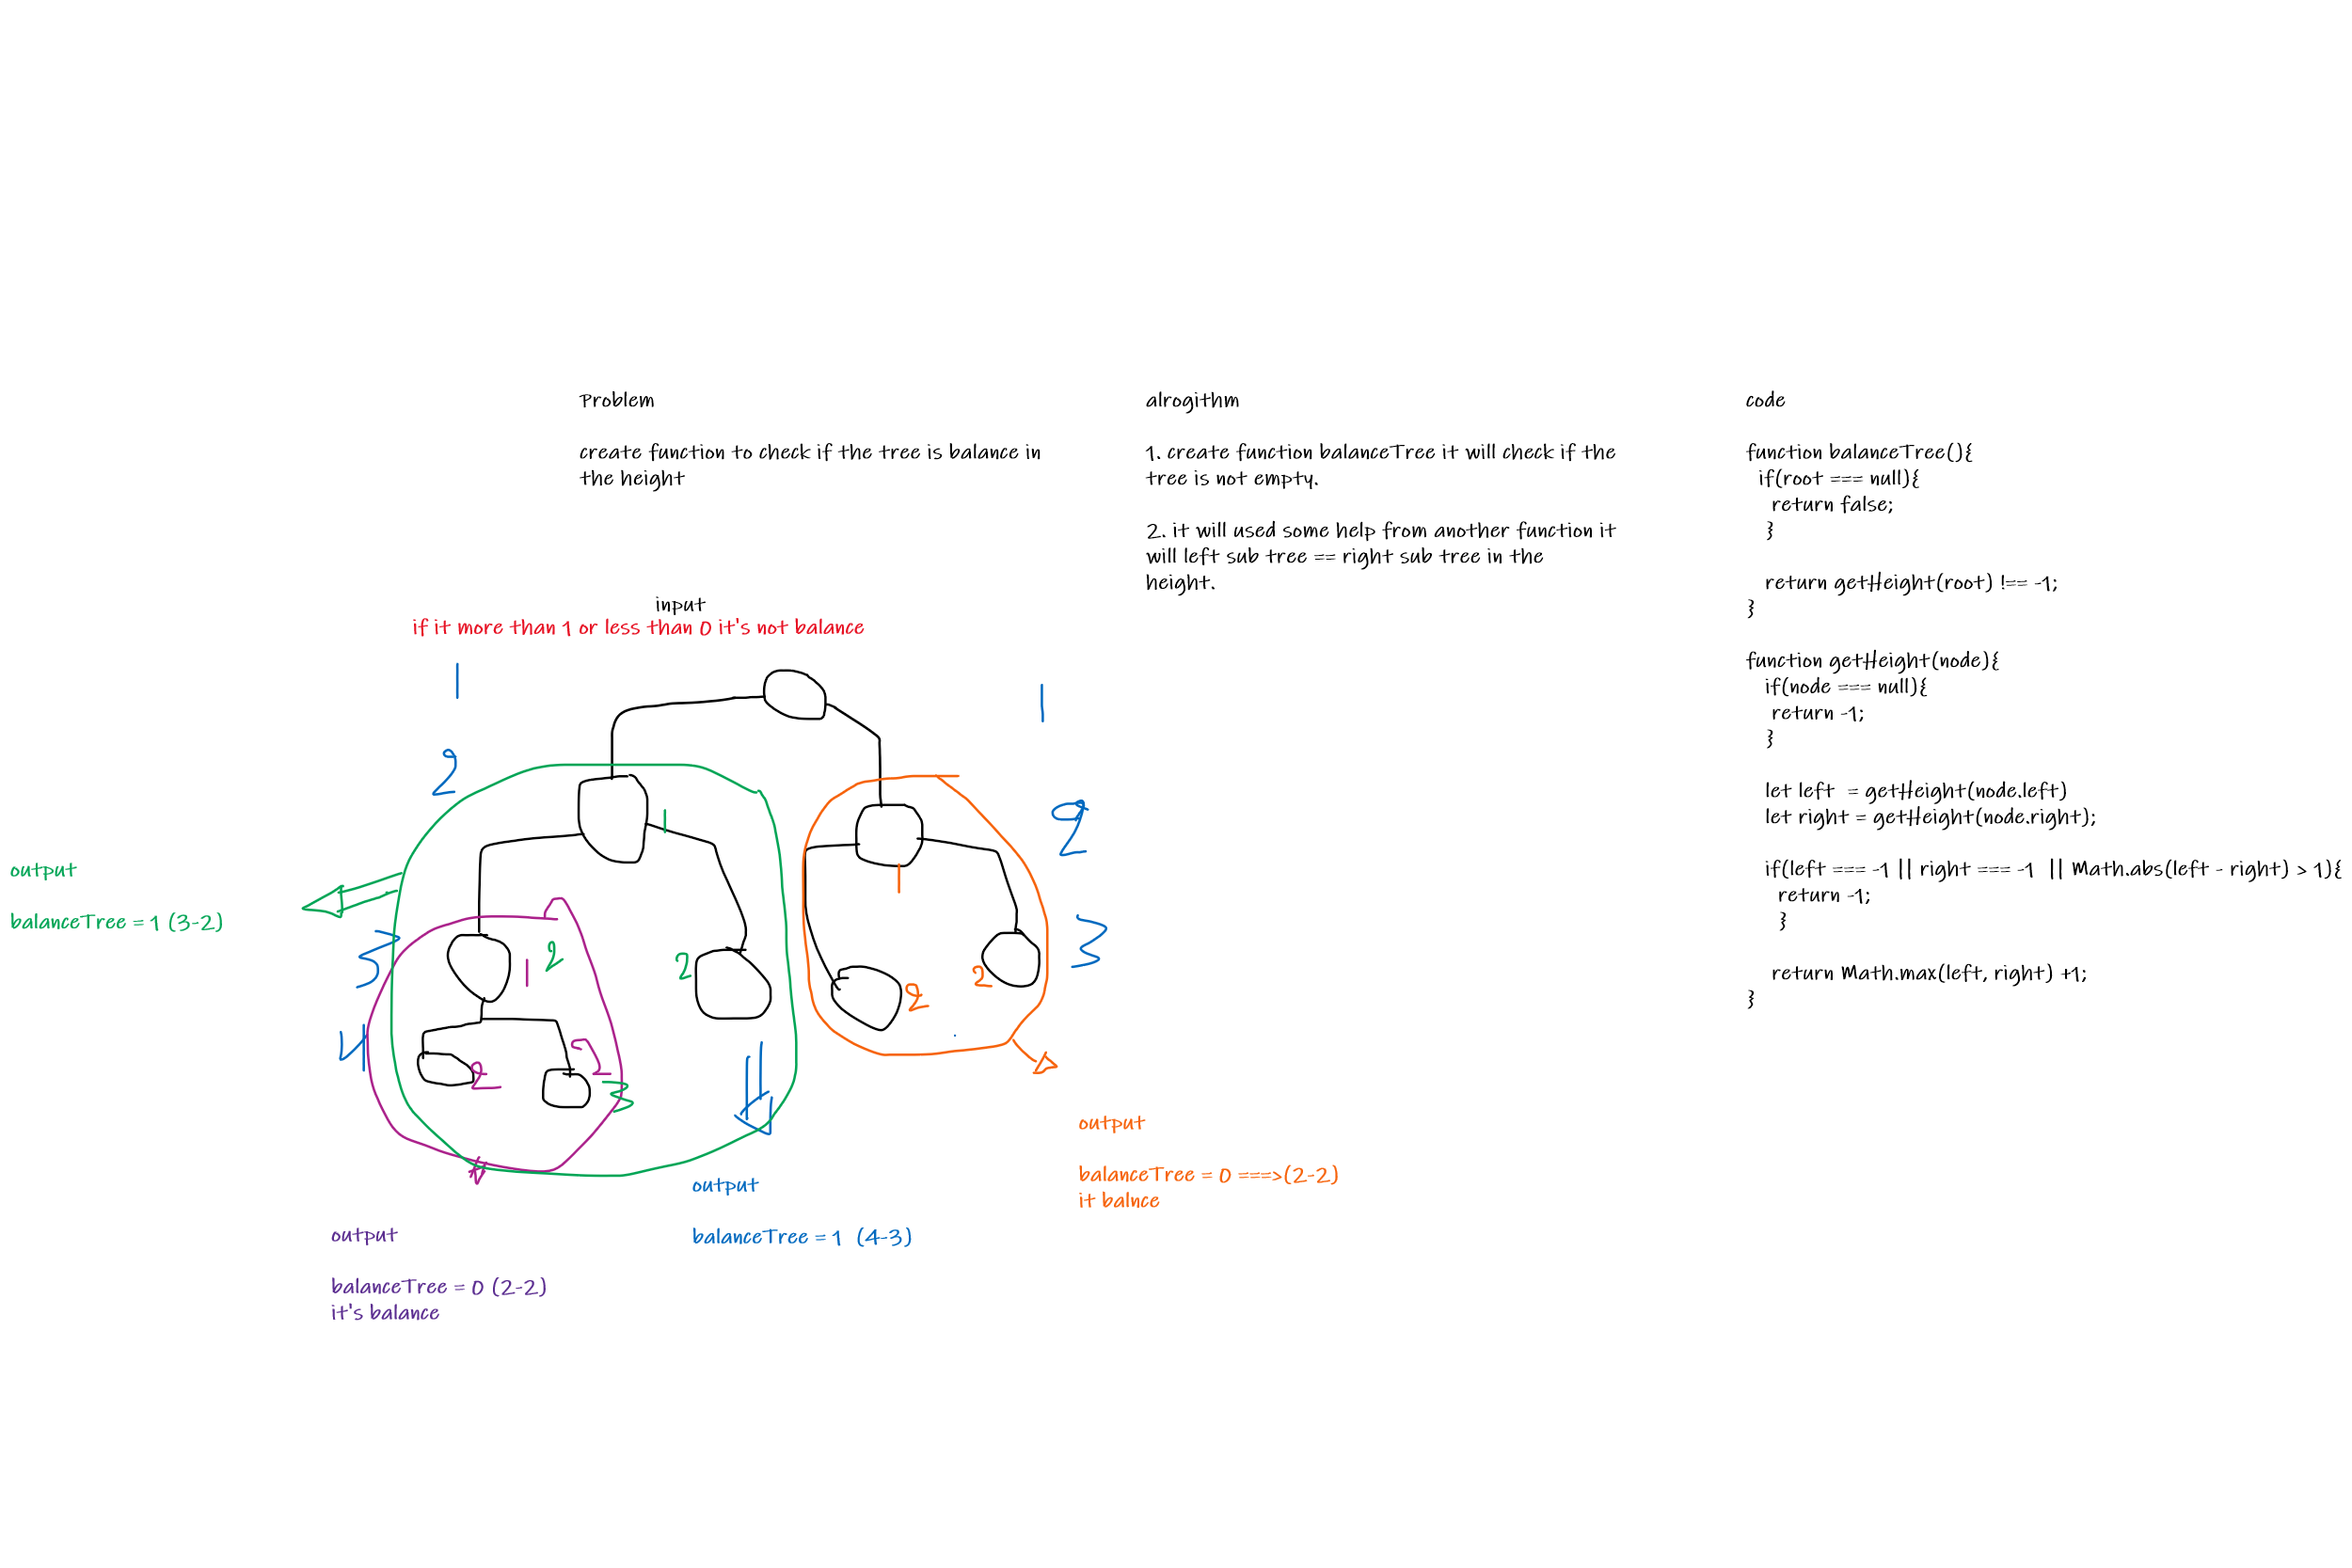 Problem
create function to check if the tree is balance in
the height
alrogithm
1. create function balanceTree it will check if the
tree is not empty.
2. it will used some help from another function it
will left sub tree == right sub tree in the
height.
code
function balanceTree(){
if(root === null){
return false;
}
return getHeight(root) !== -1;
}
function getHeight(node){
if(node === null){
return -1;
}
let left = getHeight(node.left)
let right = getHeight(node.right);
if(left === -1 || right === -1 || Math.abs(left - right) > 1){
return -1;
}
return Math.max(left, right) +1;
}
input
if it more than 1 or less than 0 it's not balance
1
1
2
1
2
1
output
balanceTree = 1 (3-2)
3
1
2
2
2
2
3
4
2
2
3
output
balanceTree = 0 ===>(2-2)
it balnce
output
balanceTree = 1 (4-3)
output
balanceTree = 0 (2-2)
it's balance